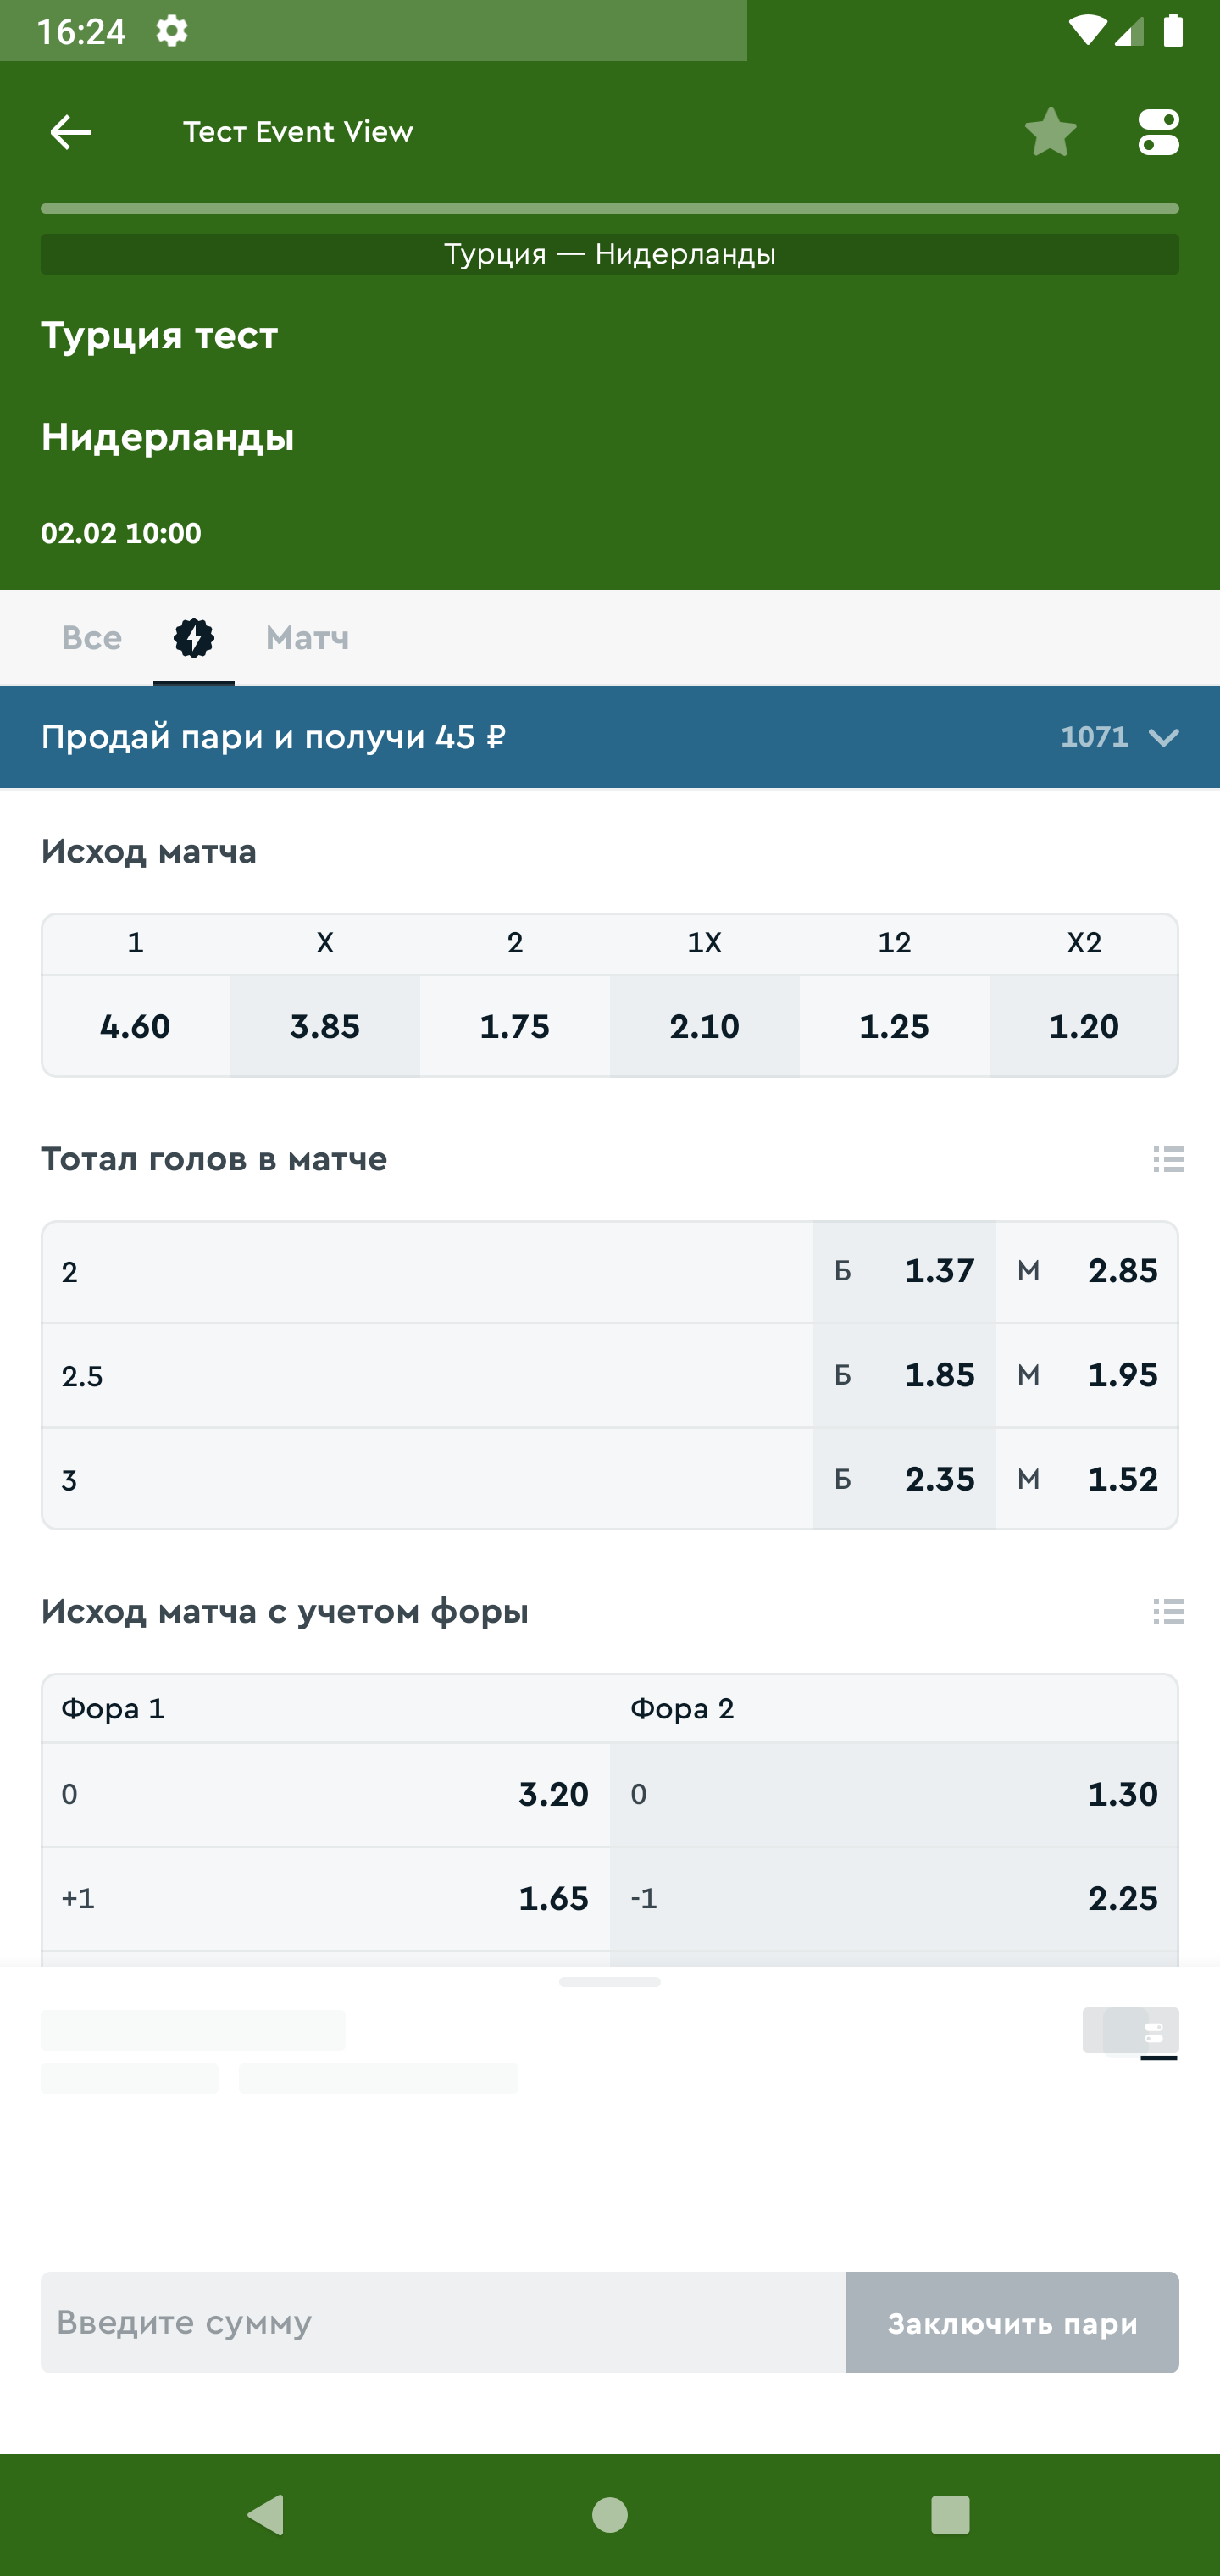 16:24
Тест Event View
Турция — Нидерланды
Турция тест
Нидерланды
02.02 10:00
Все Матч
Продай пари и получи 45 ₽ 1071
Исход матча
1 X 2 1X 12 X2
4.60 3.85 1.75 2.10 1.25 1.20
Тотал голов в матче
2 Б 1.37 М 2.85
2.5 Б 1.85 М 1.95
3 Б 2.35 М 1.52
Исход матча с учетом форы
Фора 1 Фора 2
0 3.20 0 1.30
+1 1.65 -1 2.25
Введите сумму Заключить пари